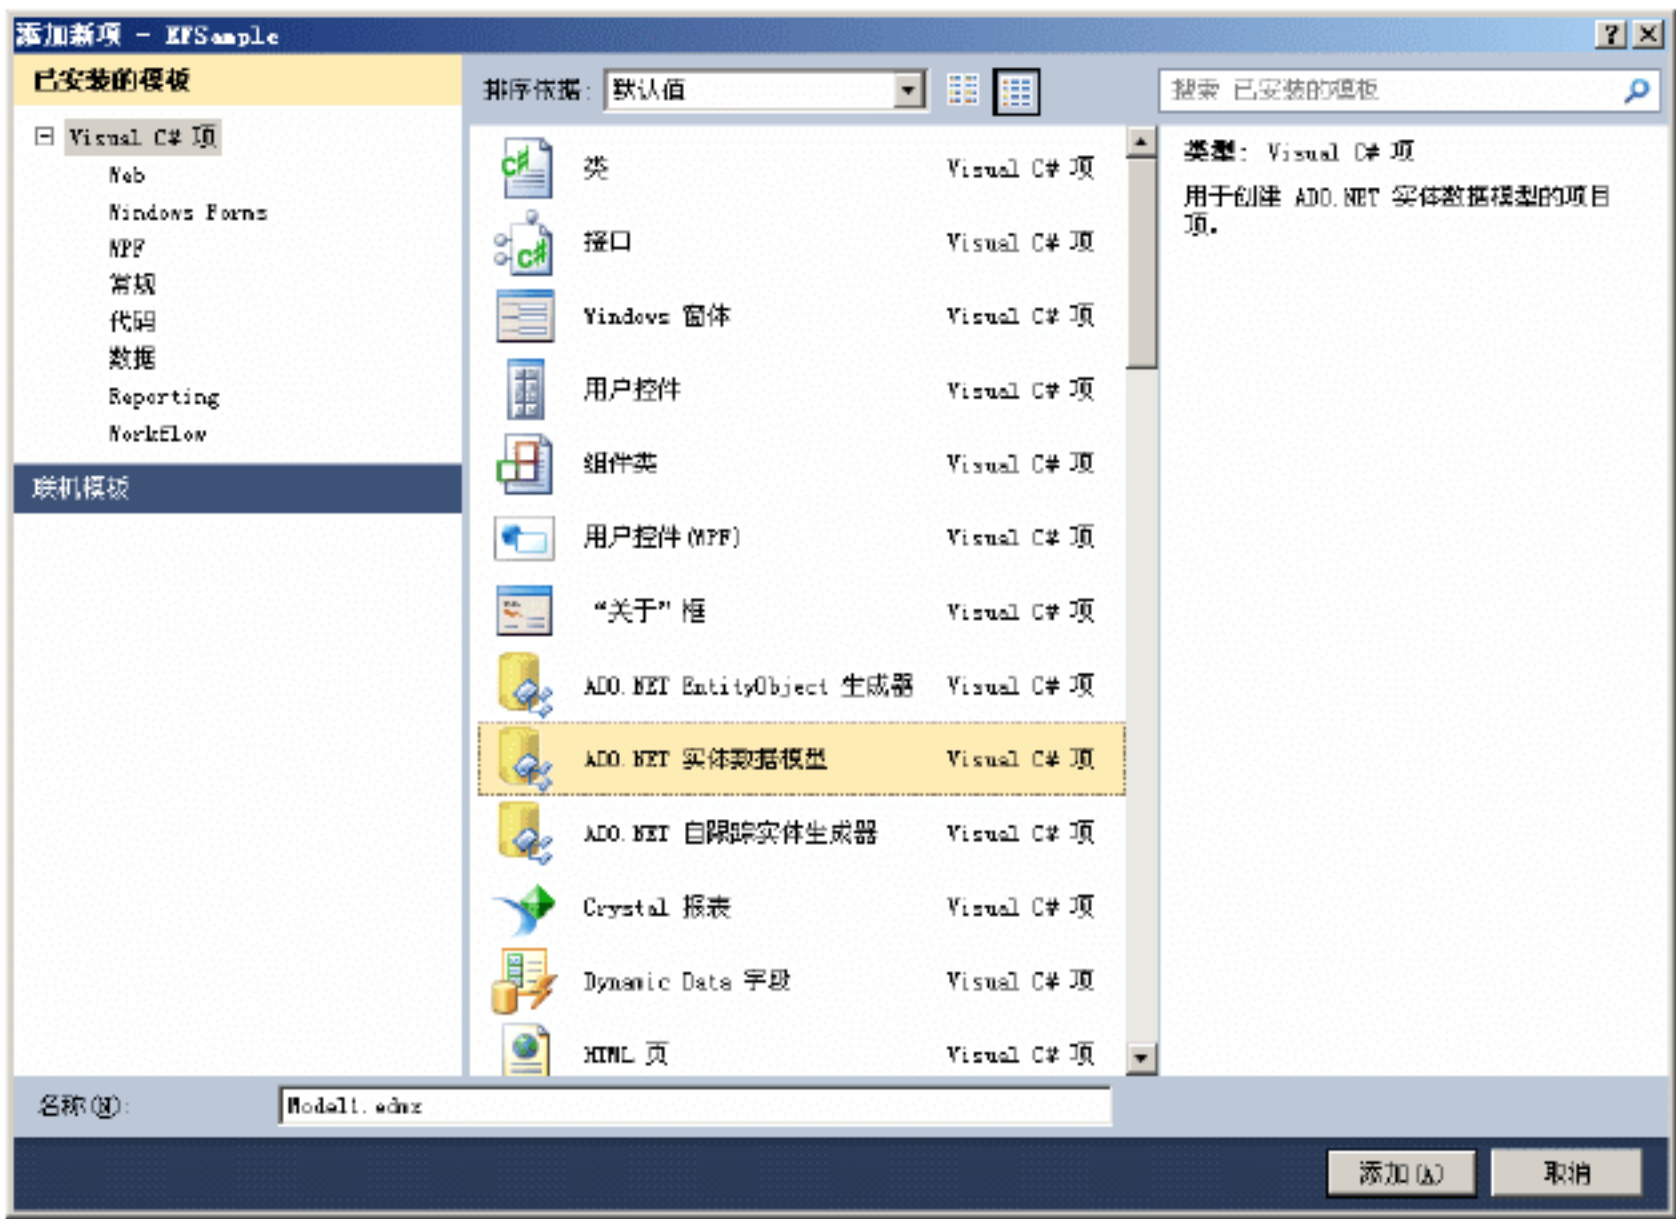 添加新项 - EFSample
已安装的模板
排序依据: 默认值
搜索 已安装的模板
Visual C# 项
Web
Windows Forms
WPF
常规
代码
数据
Reporting
Workflow
联机模板
类 Visual C# 项
接口 Visual C# 项
Windows 窗体 Visual C# 项
用户控件 Visual C# 项
组件类 Visual C# 项
用户控件(WPF) Visual C# 项
“关于”框 Visual C# 项
ADO.NET EntityObject 生成器 Visual C# 项
ADO.NET 实体数据模型 Visual C# 项
ADO.NET 自跟踪实体生成器 Visual C# 项
Crystal 报表 Visual C# 项
Dynamic Data 字段 Visual C# 项
HTML 页 Visual C# 项
类型: Visual C# 项
用于创建 ADO.NET 实体数据模型的项目
项。
名称(N): Model1.edmx
添加(A) 取消